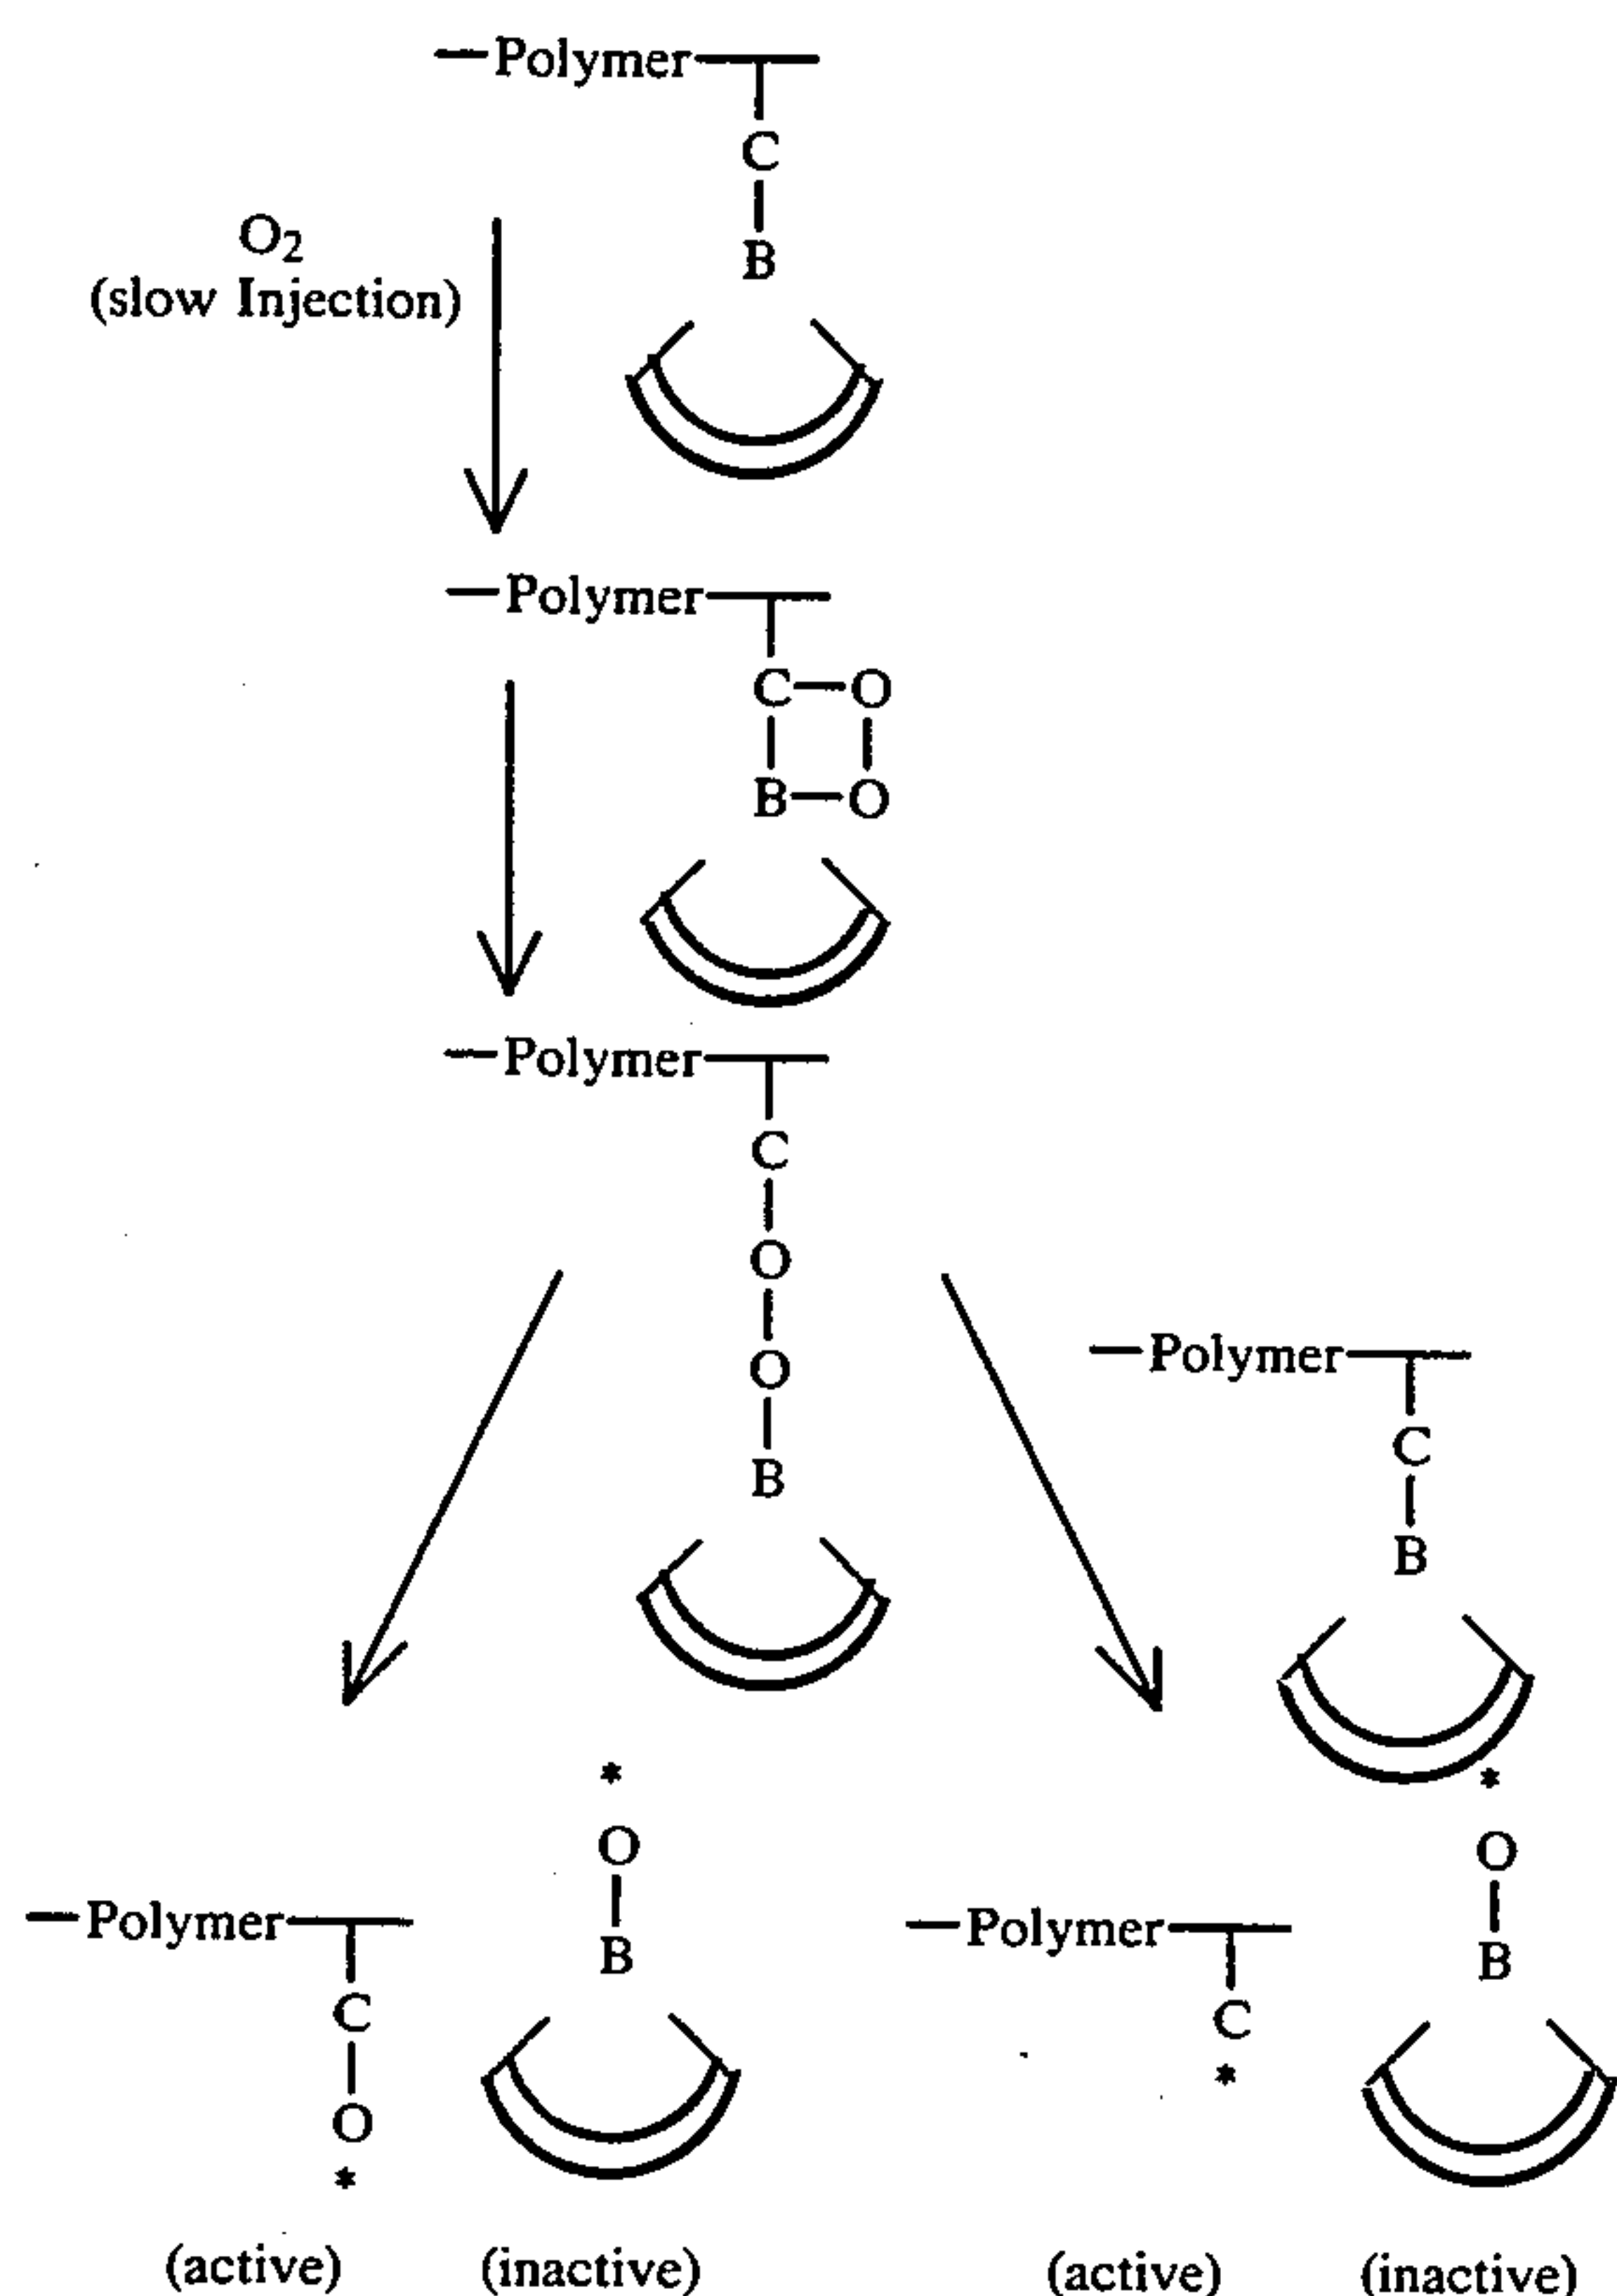 —Polymer—
C
B
O2
(slow Injection)
—Polymer—
C—O
B—O
—Polymer—
C
O
O
B
—Polymer—
C
B
*
O
B
—Polymer—
C
O
*
*
O
B
—Polymer—
C
*
(active) (inactive) (active) (inactive)